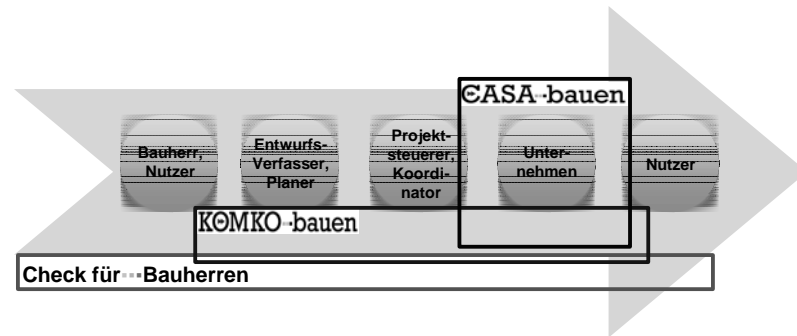 CASA···bauen
Bauherr,
Nutzer
Entwurfs-
Verfasser,
Planer
Projekt-
steuerer,
Koordi-
nator
Unter-
nehmen
Nutzer
KOMKO···bauen
Check für···Bauherren